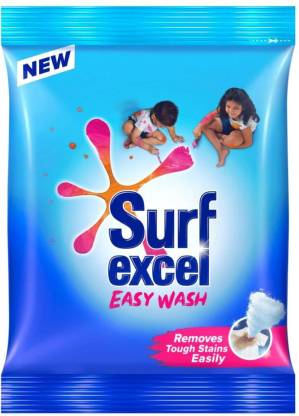 NEW
Surf
excel
EASY WASH
Removes
Tough Stains
Easily